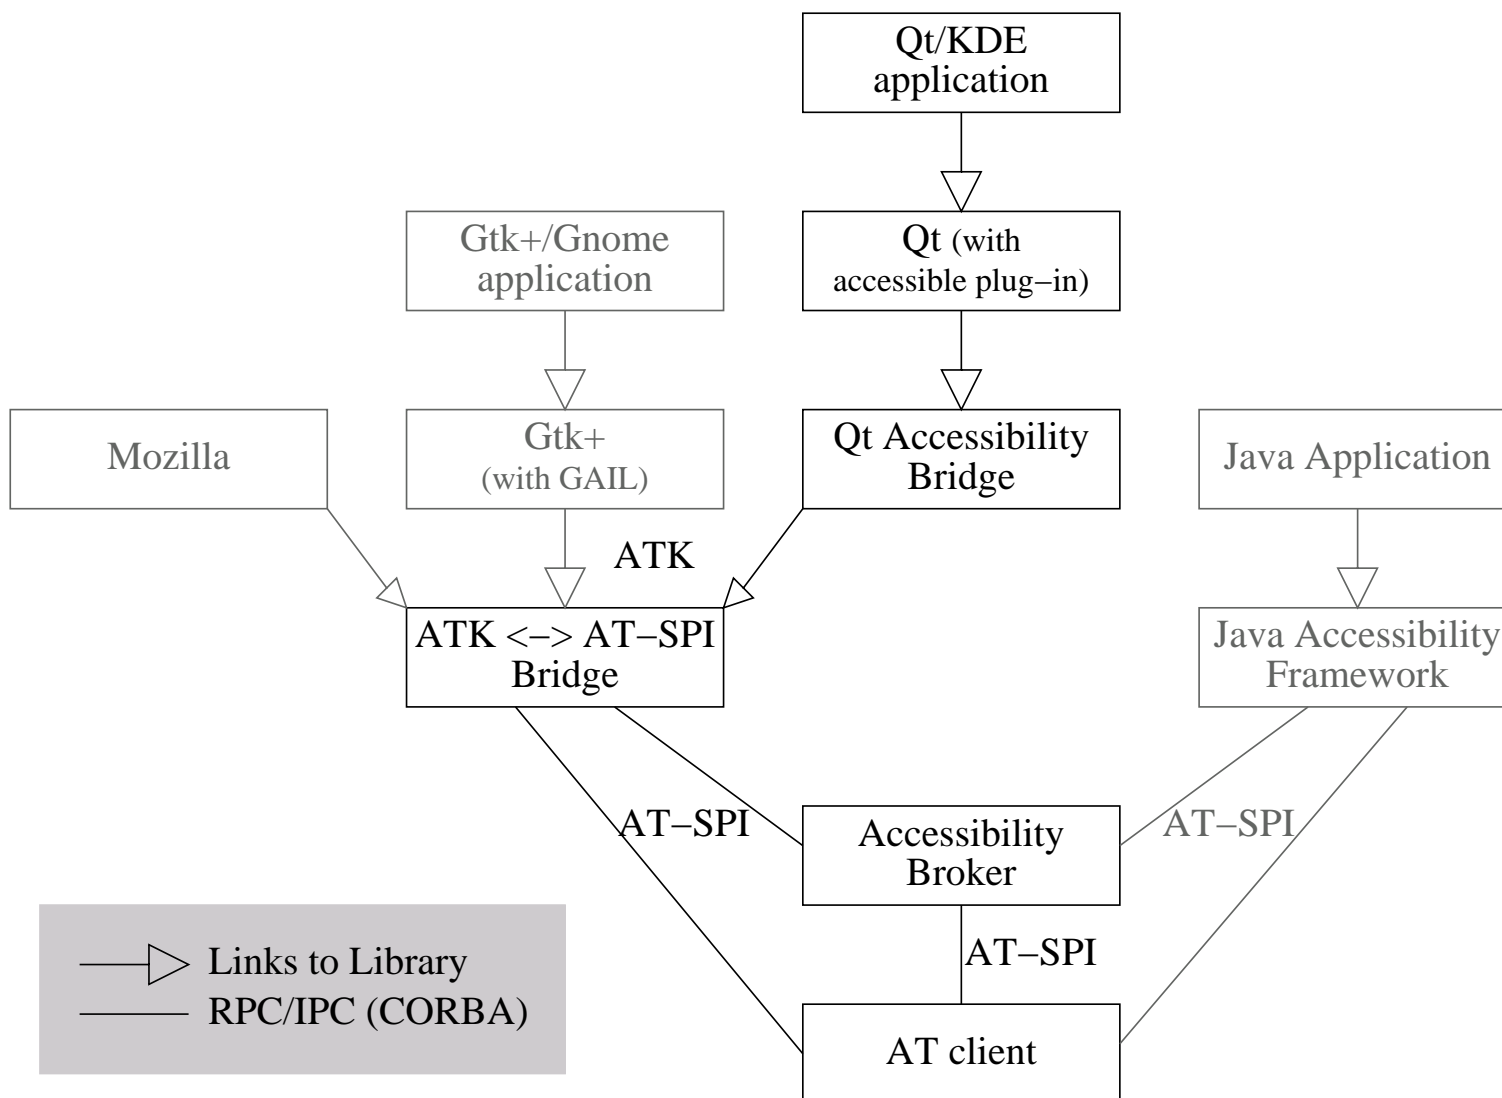 Qt/KDE
application
Gtk+/Gnome
application
Qt (with
accessible plug−in)
Mozilla
Gtk+
(with GAIL)
Qt Accessibility
Bridge
Java Application
ATK
ATK <−> AT−SPI
Bridge
Java Accessibility
Framework
AT−SPI
Accessibility
Broker
AT−SPI
AT−SPI
AT client
Links to Library
RPC/IPC (CORBA)